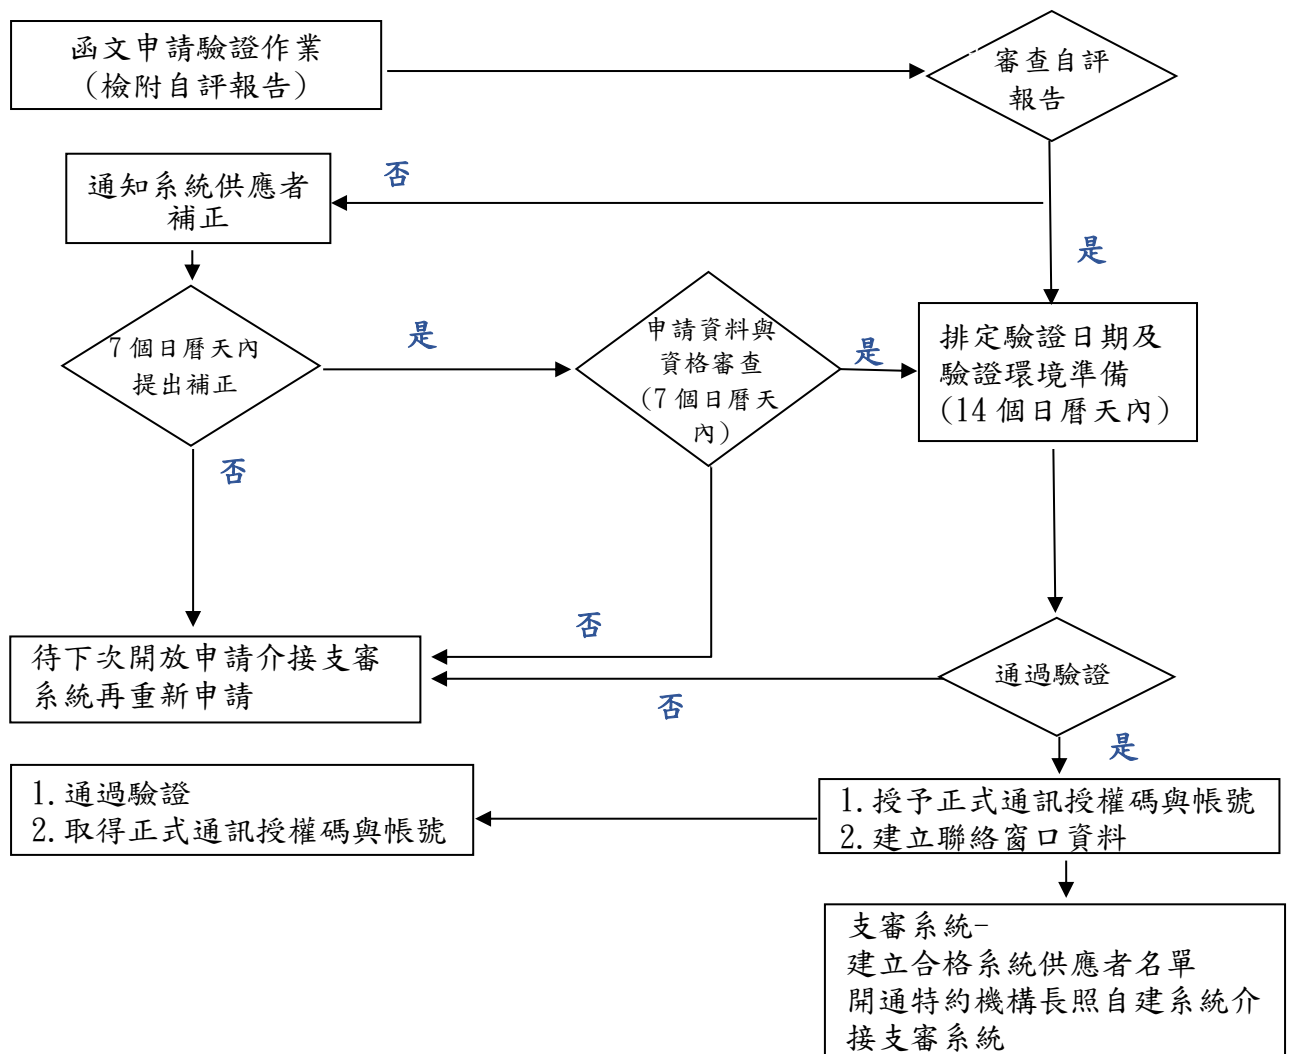 函文申請驗證作業
(檢附自評報告)
審查自評
報告
通知系統供應者
補正
否
是
7個日曆天內
提出補正
是
申請資料與
資格審查
(7個日曆天
內)
是
排定驗證日期及
驗證環境準備
(14個日曆天內)
否
否
待下次開放申請介接支審
系統再重新申請
否
通過驗證
是
1.通過驗證
2.取得正式通訊授權碼與帳號
1.授予正式通訊授權碼與帳號
2.建立聯絡窗口資料
支審系統-
建立合格系統供應者名單
開通特約機構長照自建系統介
接支審系統